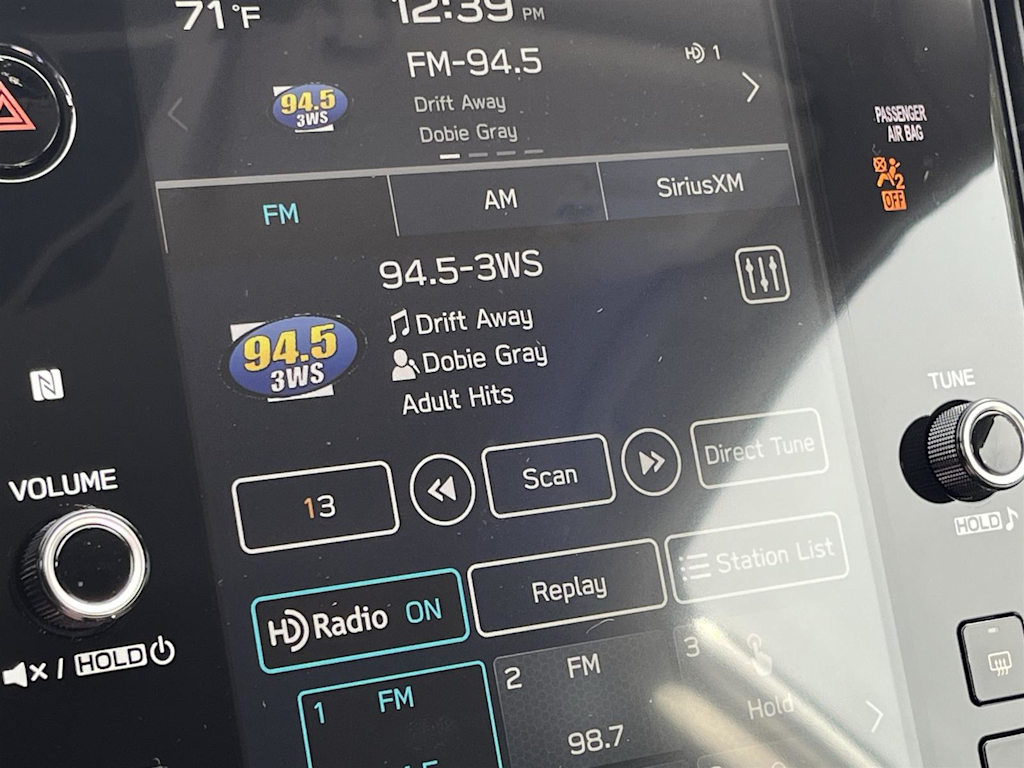 71°F
12:39 PM
FM-94.5
HD 1
94.5
3WS
Drift Away
Dobie Gray
PASSENGER
AIR BAG
2
OFF
FM
AM
SiriusXM
94.5-3WS
94.5
3WS
Drift Away
Dobie Gray
Adult Hits
N
TUNE
HOLD
VOLUME
13
Scan
Direct Tune
HD Radio ON
Replay
Station List
/ HOLD
1 FM
2 FM
98.7
3
Hold